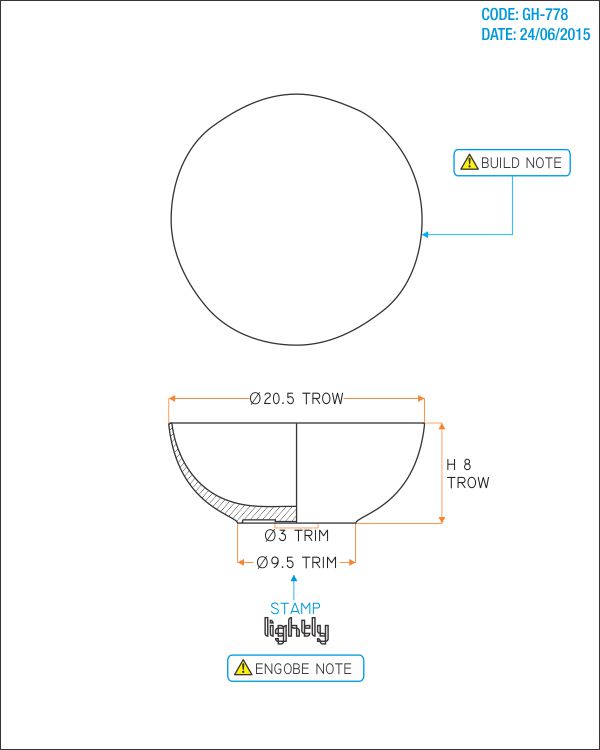 CODE: GH-778
DATE: 24/06/2015
BUILD NOTE
Ø20.5 TROW
H 8
TROW
Ø3 TRIM
Ø9.5 TRIM
STAMP
lightly
ENGOBE NOTE